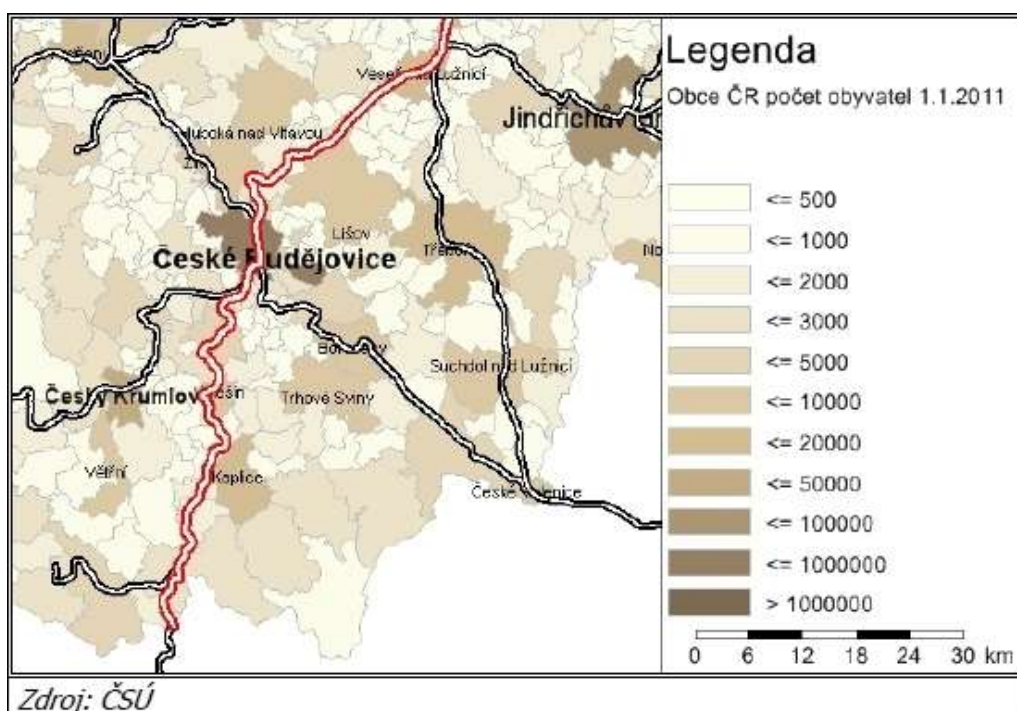 Legenda
Obce ČR počet obyvatel 1.1.2011
<= 500
<= 1000
<= 2000
<= 3000
<= 5000
<= 10000
<= 20000
<= 50000
<= 100000
<= 1000000
> 1000000
0 6 12 18 24 30 km
Lužnicí
nad Vltavou
Lišov
České Budějovice
Suchdol nad Lužnicí
Český Krumlov
Trhové Sviny
Větřní
Kaplice
České
Zdroj: ČSÚ